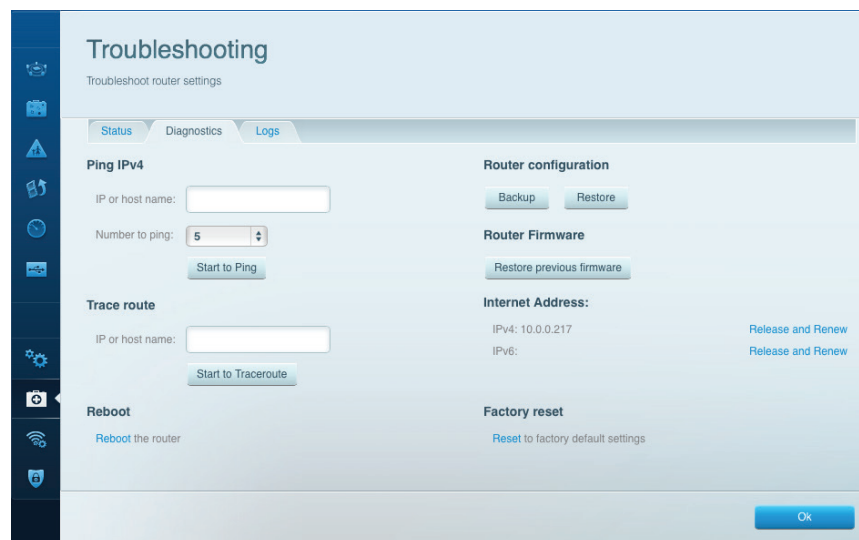 Troubleshooting
Troubleshoot router settings
Status
Diagnostics
Logs
Ping IPv4
IP or host name:
Number to ping:
5
Start to Ping
Trace route
IP or host name:
Start to Traceroute
Reboot
Reboot the router
Router configuration
Backup
Restore
Router Firmware
Restore previous firmware
Internet Address:
IPv4: 10.0.0.217
Release and Renew
IPv6:
Release and Renew
Factory reset
Reset to factory default settings
Ok